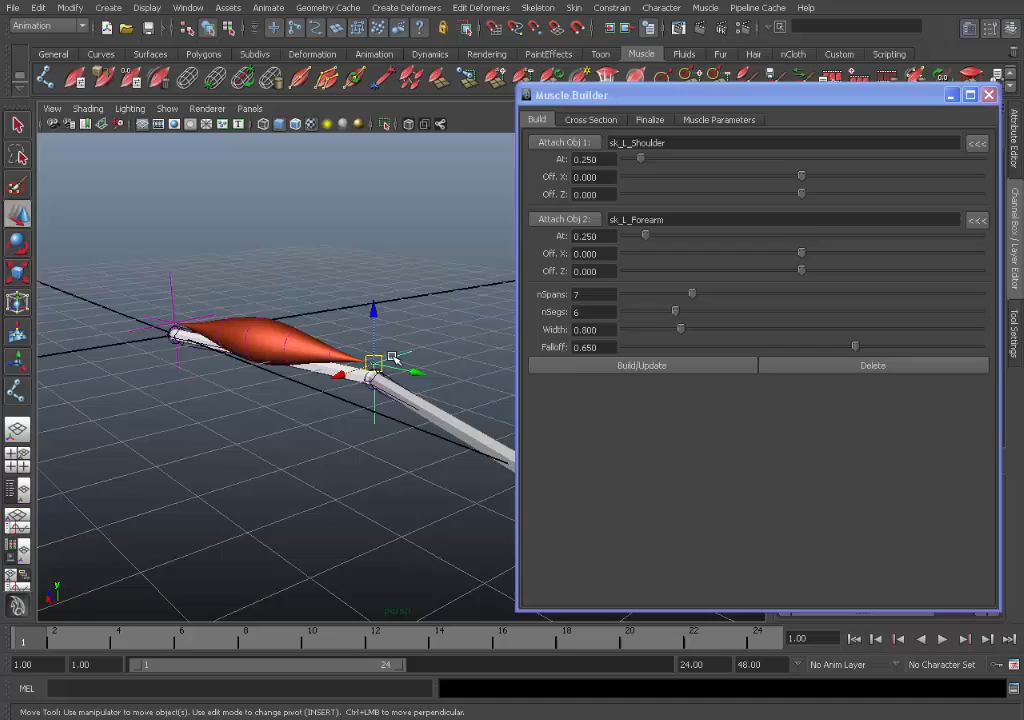 File Edit Modify Create Display Window Assets Animate Geometry Cache Create Deformers Edit Deformers Skeleton Skin Constrain Character Muscle Pipeline Cache Help
Animation
General Curves Surfaces Polygons Subdivs Deformation Animation Dynamics Rendering PaintEffects Toon Muscle Fluids Fur Hair nCloth Custom Scripting
View Shading Lighting Show Renderer Panels
Muscle Builder
Build Cross Section Finalize Muscle Parameters
Attach Obj 1: sk_L_Shoulder <<<
At: 0.250
Off. X: 0.000
Off. Z: 0.000
Attach Obj 2: sk_L_Forearm <<<
At: 0.250
Off. X: 0.000
Off. Z: 0.000
nSpans: 7
nSegs: 6
Width: 0.800
Falloff: 0.650
Build/Update Delete
Attribute Editor
Channel Box / Layer Editor
Tool Settings
y
persp
1 2 4 6 8 10 12 14 16 18 20 22 24 1.00
1.00 1.00 1 24 24.00 48.00 No Anim Layer No Character Set
MEL
Move Tool: Use manipulator to move object(s). Use edit mode to change pivot (INSERT). Ctrl+LMB to move perpendicular.